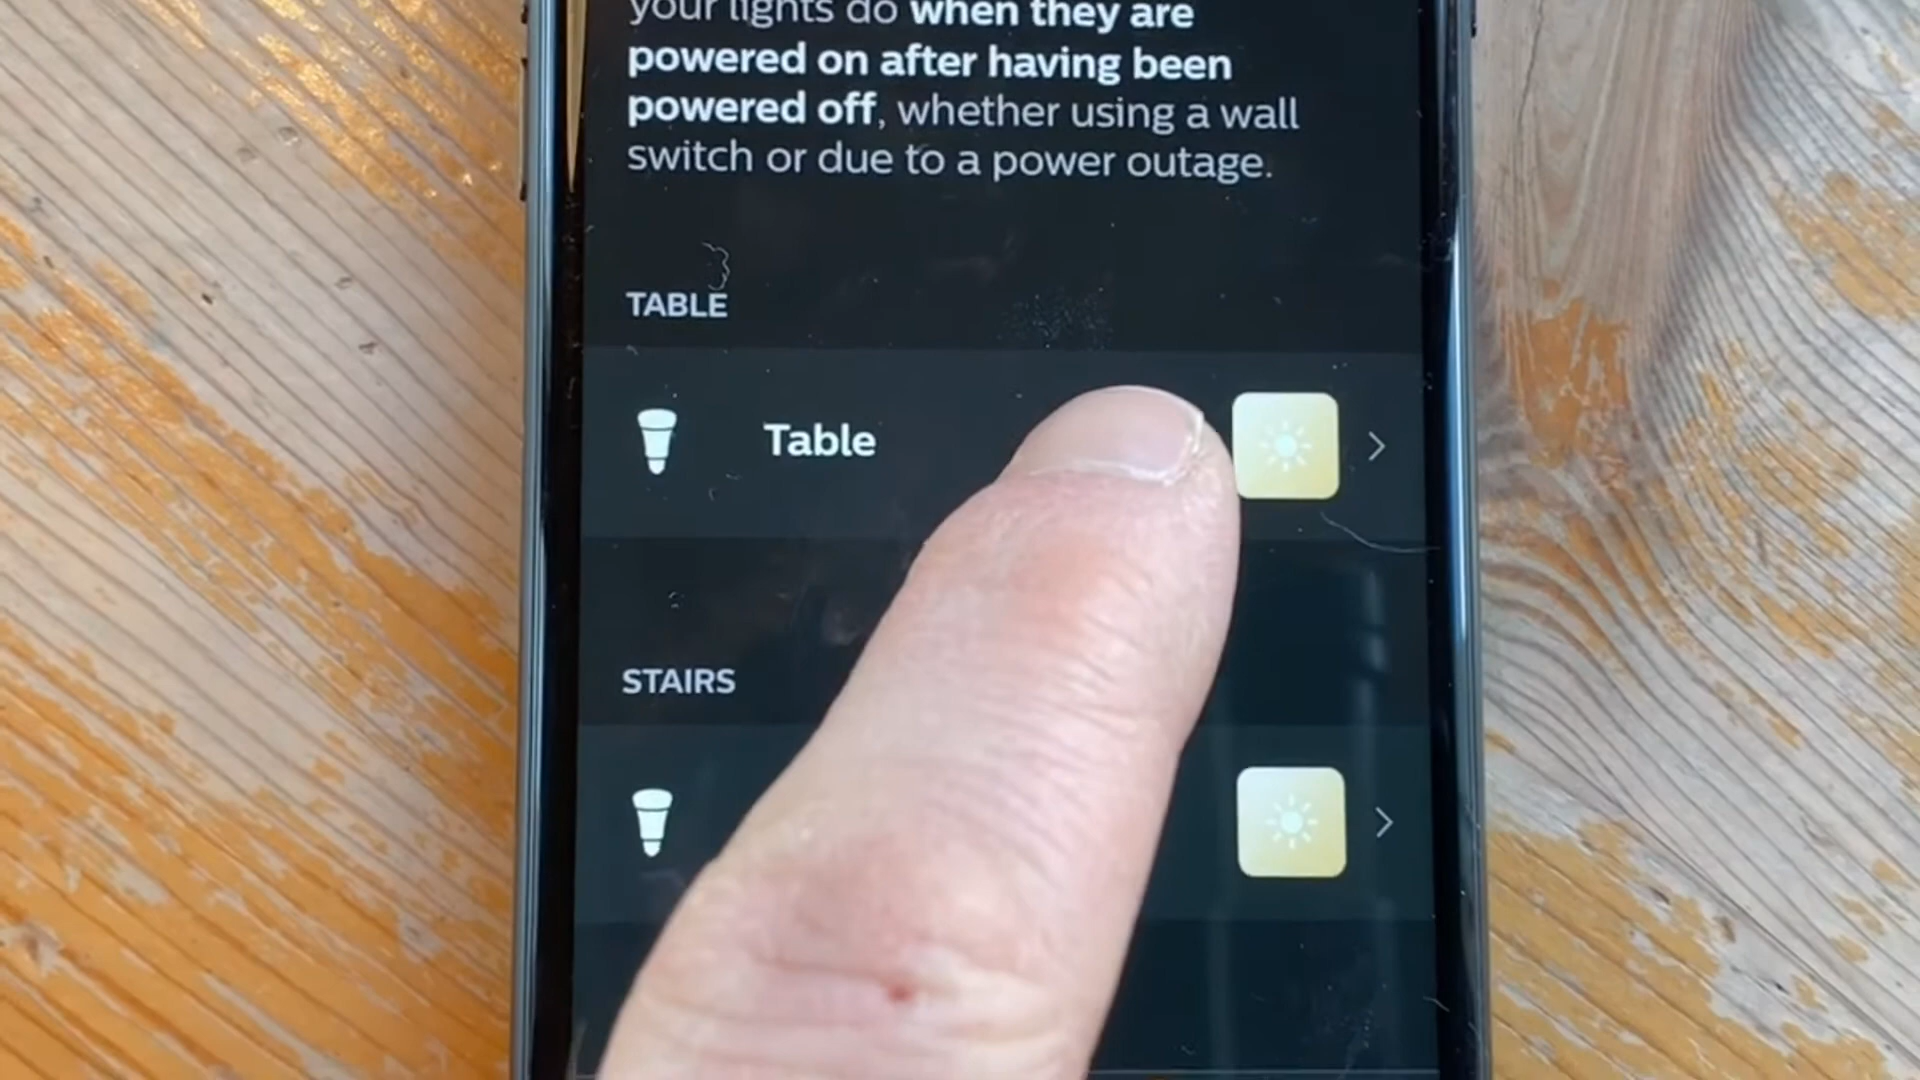 your lights do when they are
powered on after having been
powered off, whether using a wall
switch or due to a power outage.
TABLE
Table
STAIRS